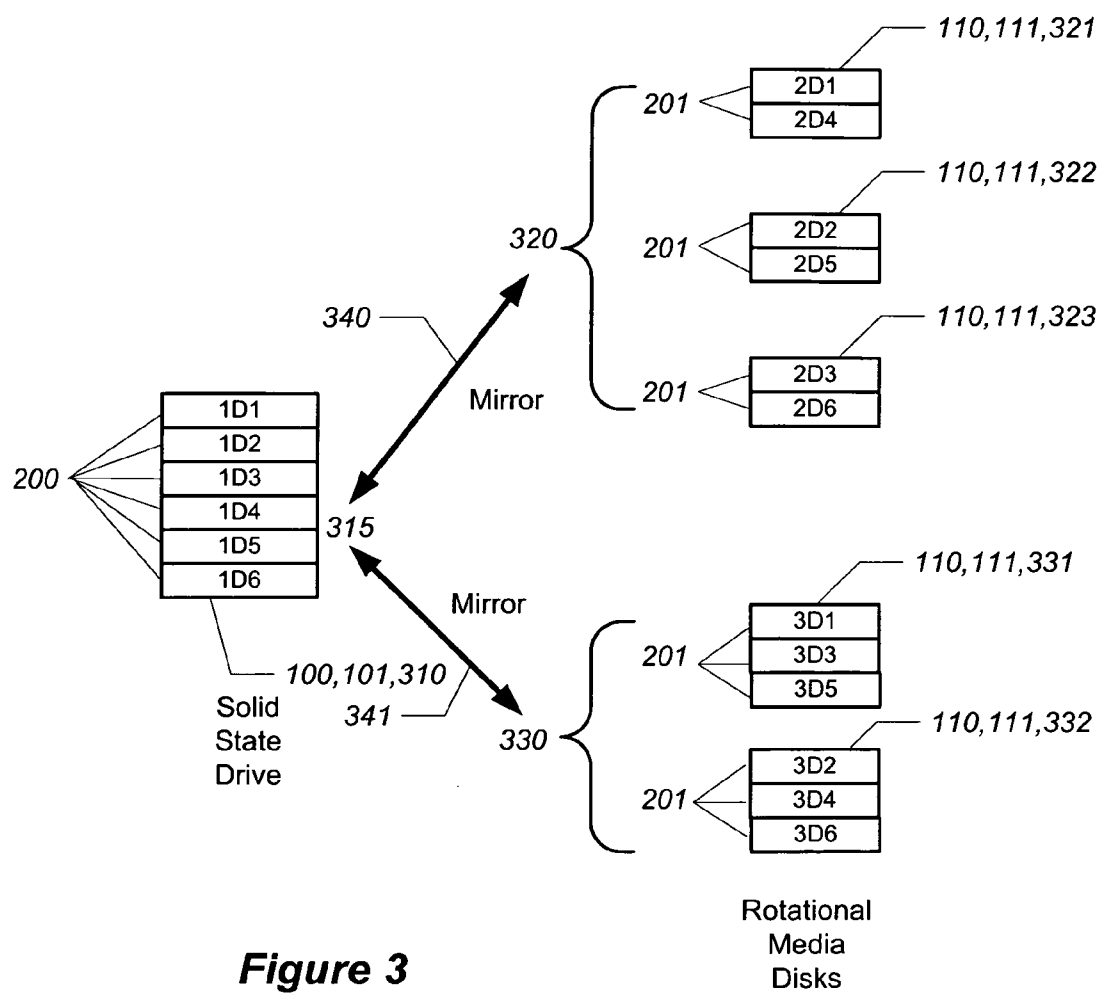 110,111,321
201
2D1
2D4
110,111,322
320
201
2D2
2D5
340
110,111,323
Mirror
201
2D3
2D6
200
1D1
1D2
1D3
1D4
1D5
1D6
315
Mirror
100,101,310
341
Solid
State
Drive
330
110,111,331
201
3D1
3D3
3D5
110,111,332
201
3D2
3D4
3D6
Rotational
Media
Disks
Figure 3